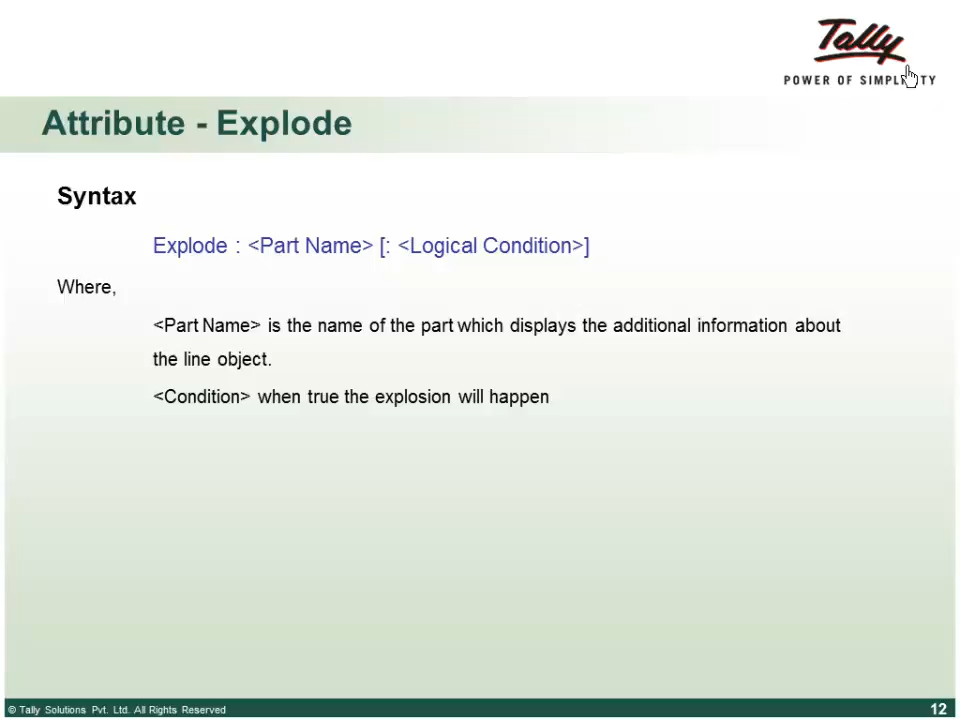 Tally
POWER OF SIMPLICITY
Attribute - Explode
Syntax
Explode : <Part Name> [: <Logical Condition>]
Where,
<Part Name> is the name of the part which displays the additional information about
the line object.
<Condition> when true the explosion will happen
© Tally Solutions Pvt. Ltd. All Rights Reserved
12